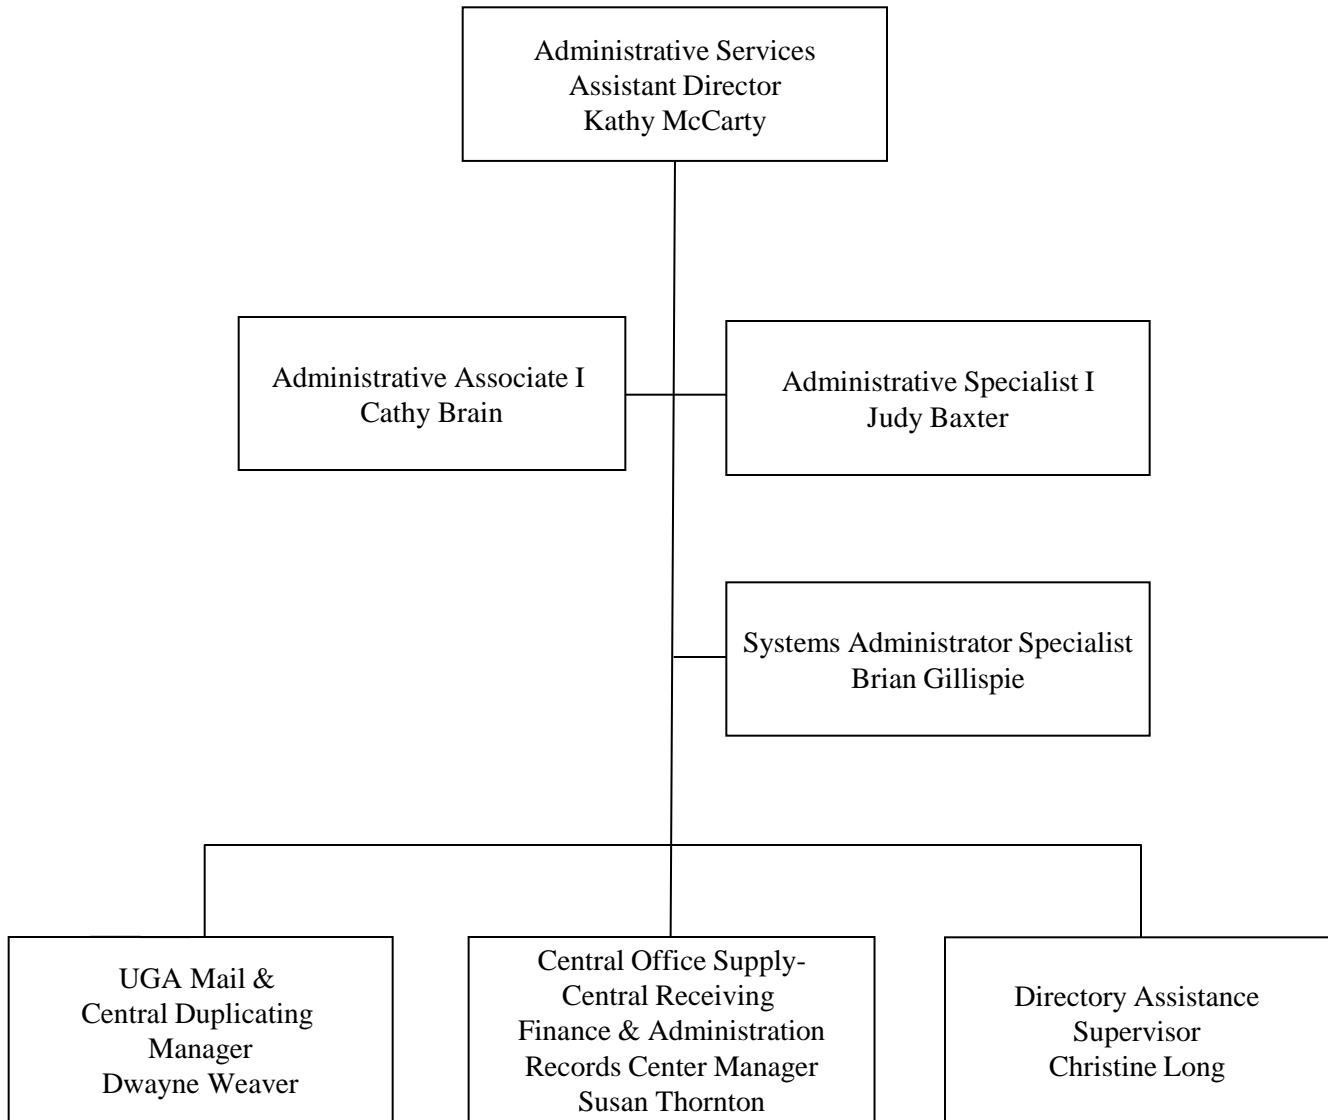 Administrative Services
Assistant Director
Kathy McCarty
Administrative Associate I
Cathy Brain
Administrative Specialist I
Judy Baxter
Systems Administrator Specialist
Brian Gillispie
UGA Mail &
Central Duplicating
Manager
Dwayne Weaver
Central Office Supply-
Central Receiving
Finance & Administration
Records Center Manager
Susan Thornton
Directory Assistance
Supervisor
Christine Long